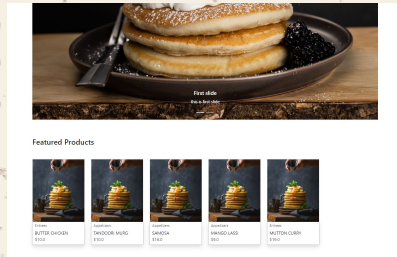 First slide
this is first slide
Featured Products
Entrees
BUTTER CHICKEN
Appetizers
TANDOORI MURG
Appetizers
SAMOSA
Appetizers
MANGO LASSI
Entrees
MUTTON CURRY